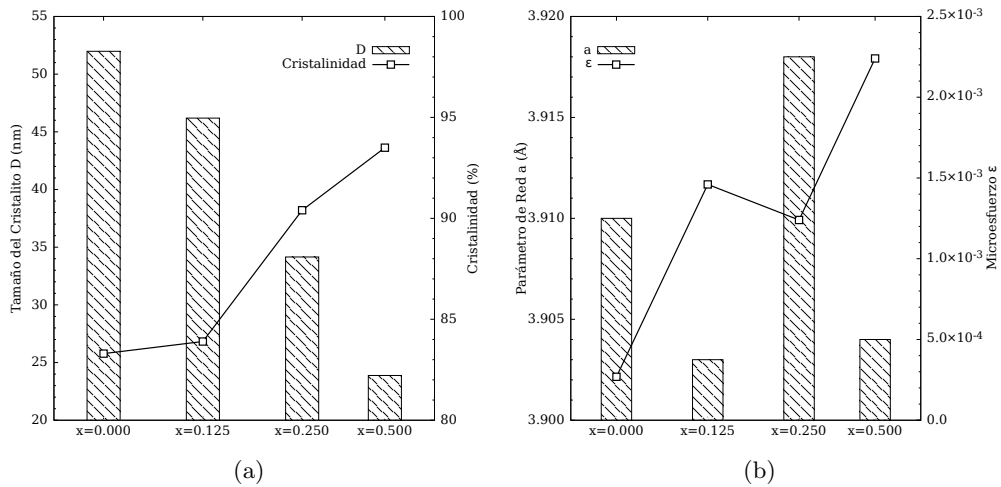 55
50
45
40
35
30
25
20
Tamaño del Cristalito D (nm)
D
Cristalinidad
100
95
90
85
80
Cristalinidad (%)
x=0.000 x=0.125 x=0.250 x=0.500
(a)
3.920
3.915
3.910
3.905
3.900
Parámetro de Red a (Å)
a
ε
2.5×10⁻³
2.0×10⁻³
1.5×10⁻³
1.0×10⁻³
5.0×10⁻⁴
0.0
Microesfuerzo ε
x=0.000 x=0.125 x=0.250 x=0.500
(b)